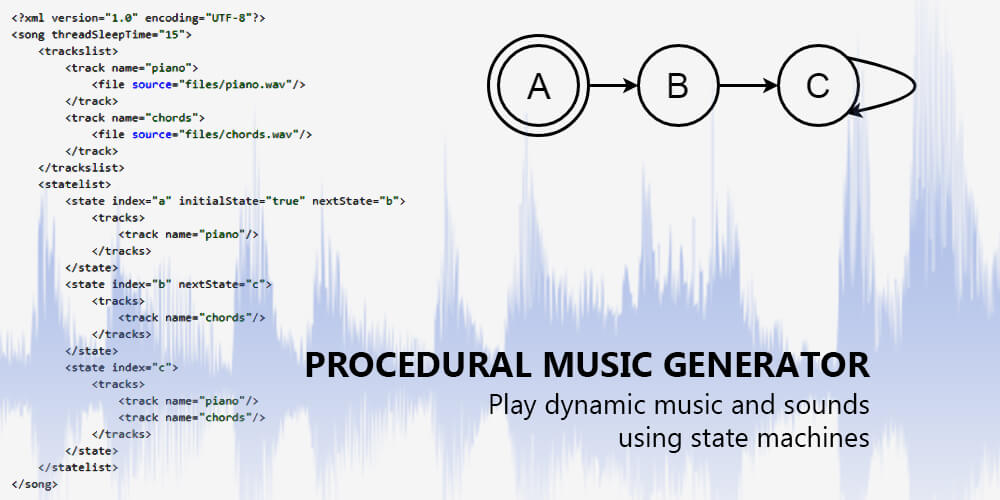 <?xml version="1.0" encoding="UTF-8"?>
<song threadSleepTime="15">
<trackslist>
<track name="piano">
<file source="files/piano.wav"/>
</track>
<track name="chords">
<file source="files/chords.wav"/>
</track>
</trackslist>
<statelist>
<state index="a" initialState="true" nextState="b">
<tracks>
<track name="piano"/>
</tracks>
</state>
<state index="b" nextState="c">
<tracks>
<track name="chords"/>
</tracks>
</state>
<state index="c">
<tracks>
<track name="piano"/>
<track name="chords"/>
</tracks>
</state>
</statelist>
</song>
A B C
PROCEDURAL MUSIC GENERATOR
Play dynamic music and sounds
using state machines